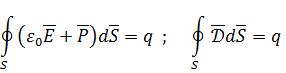 ∮_S (ε₀E̅ + P̅)dS̅ = q ; ∮_S D̅dS̅ = q